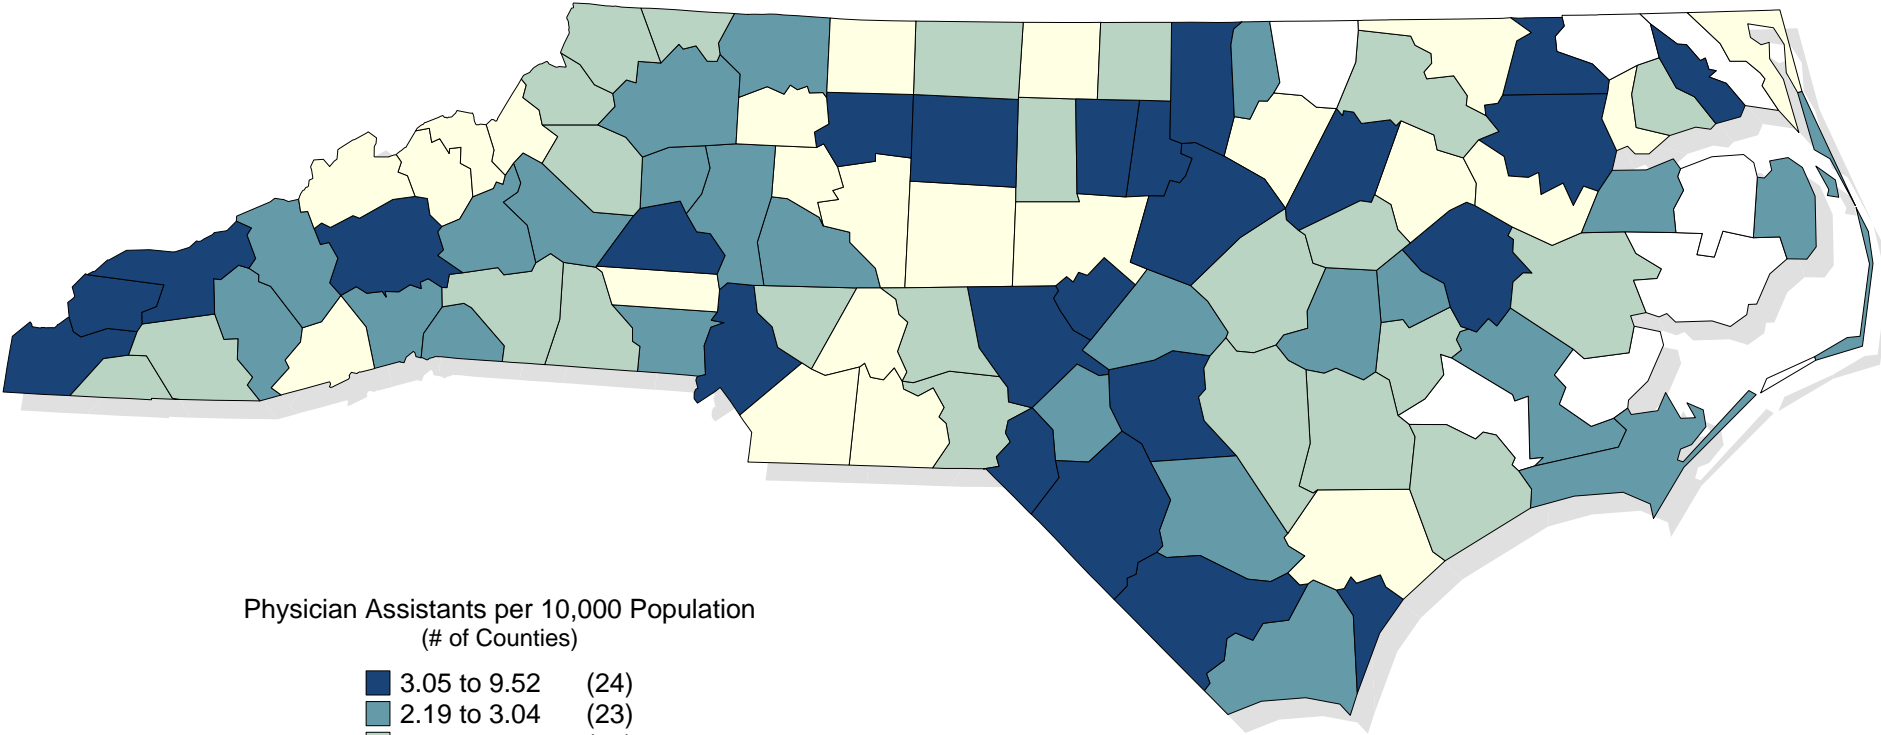 Physician Assistants per 10,000 Population
(# of Counties)
3.05 to 9.52 (24)
2.19 to 3.04 (23)